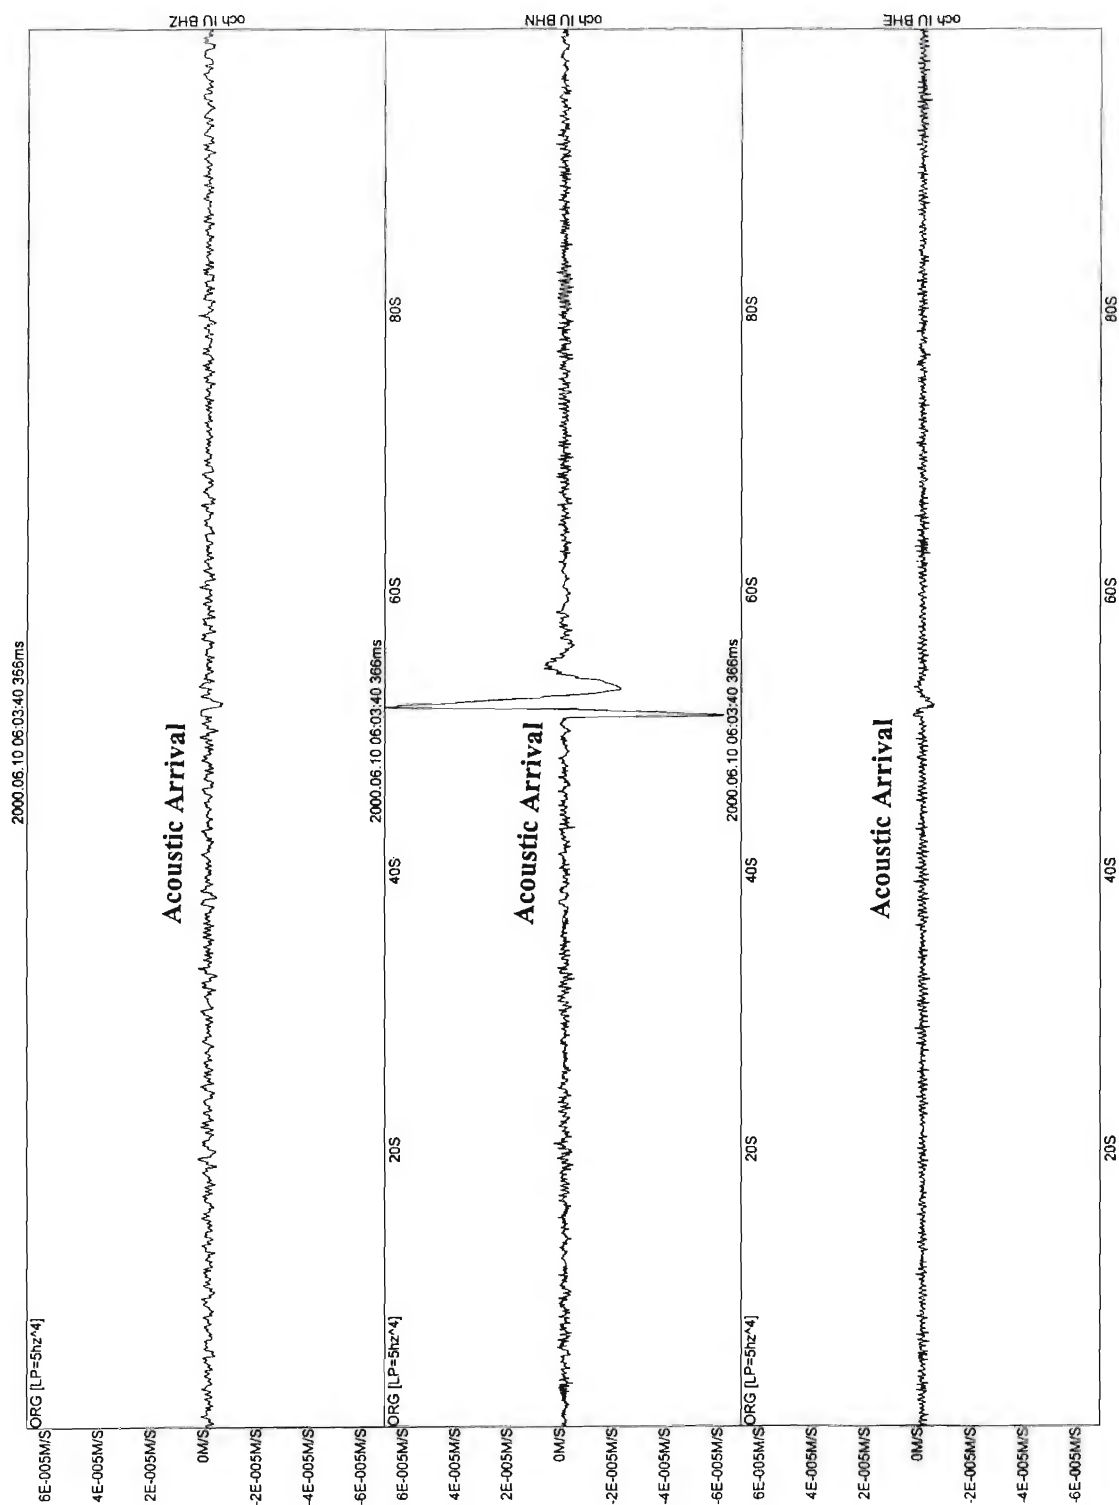 2000.06.10 06:03:40 366ms
ORG [LP=5hz^4]
6E-005M/S
4E-005M/S
Acoustic Arrival
2E-005M/S
0M/S
och IU BHZ
-2E-005M/S
-4E-005M/S
-6E-005M/S
2000.06.10 06:03:40 366ms
20S 40S 60S 80S
ORG [LP=5hz^4]
6E-005M/S
4E-005M/S
2E-005M/S
Acoustic Arrival
0M/S
och IU BHN
-2E-005M/S
-4E-005M/S
-6E-005M/S
2000.06.10 06:03:40 366ms
20S 40S 60S 80S
ORG [LP=5hz^4]
6E-005M/S
4E-005M/S
2E-005M/S
Acoustic Arrival
0M/S
och IU BHE
-2E-005M/S
-4E-005M/S
-6E-005M/S
20S 40S 60S 80S